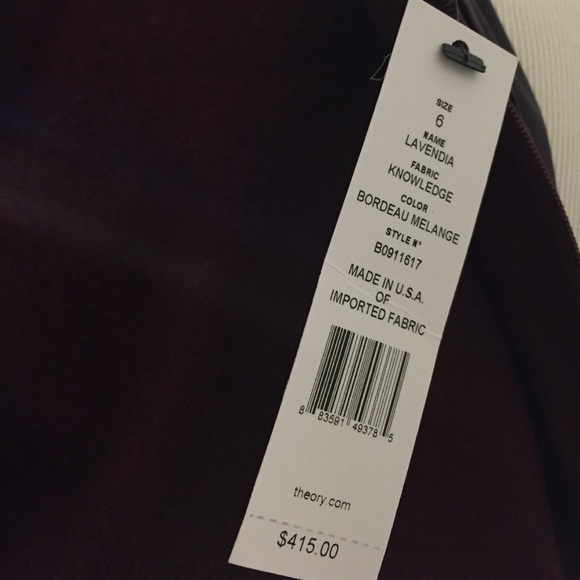 SIZE
6
NAME
LAVENDIA
FABRIC
KNOWLEDGE
COLOR
BORDEAU MELANGE
STYLE N°
B0911617
MADE IN U.S.A.
OF
IMPORTED FABRIC
8 83591 49378 5
theory.com
$415.00